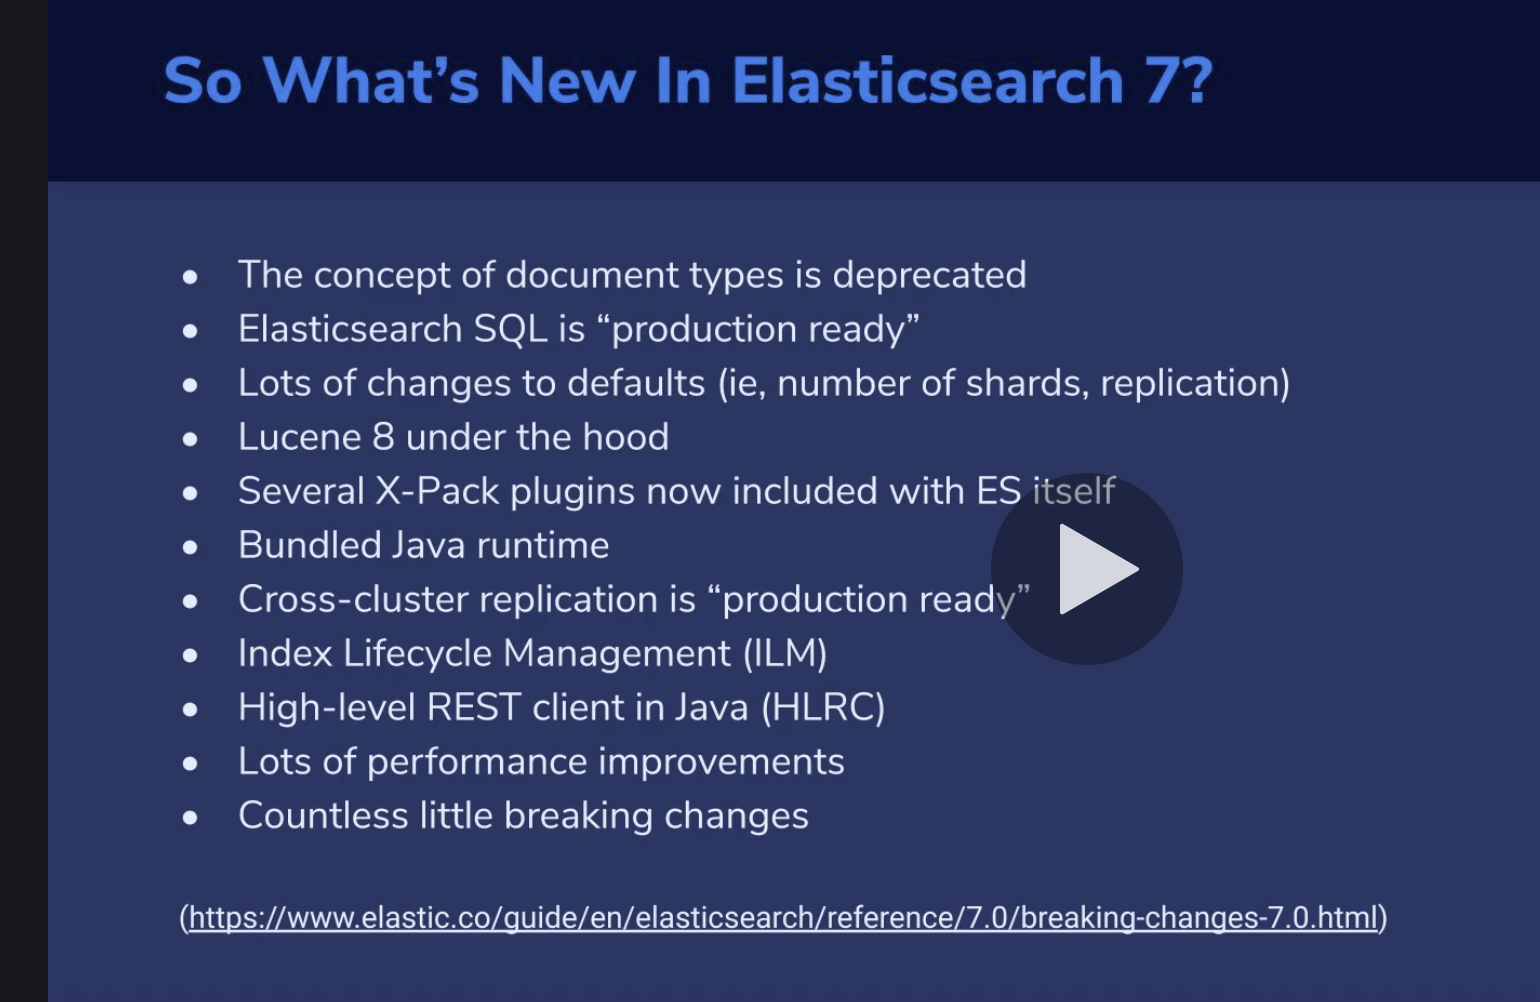 So What’s New In Elasticsearch 7?
● The concept of document types is deprecated
● Elasticsearch SQL is “production ready”
● Lots of changes to defaults (ie, number of shards, replication)
● Lucene 8 under the hood
● Several X-Pack plugins now included with ES itself
● Bundled Java runtime
● Cross-cluster replication is “production ready”
● Index Lifecycle Management (ILM)
● High-level REST client in Java (HLRC)
● Lots of performance improvements
● Countless little breaking changes
(https://www.elastic.co/guide/en/elasticsearch/reference/7.0/breaking-changes-7.0.html)